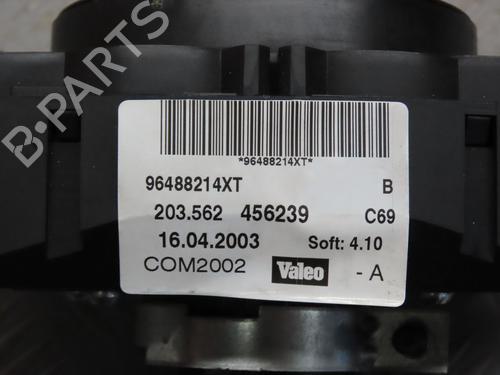 B-PARTS
*96488214XT*
96488214XT B
203.562 456239 C69
16.04.2003 Soft: 4.10
COM2002 Valeo - A